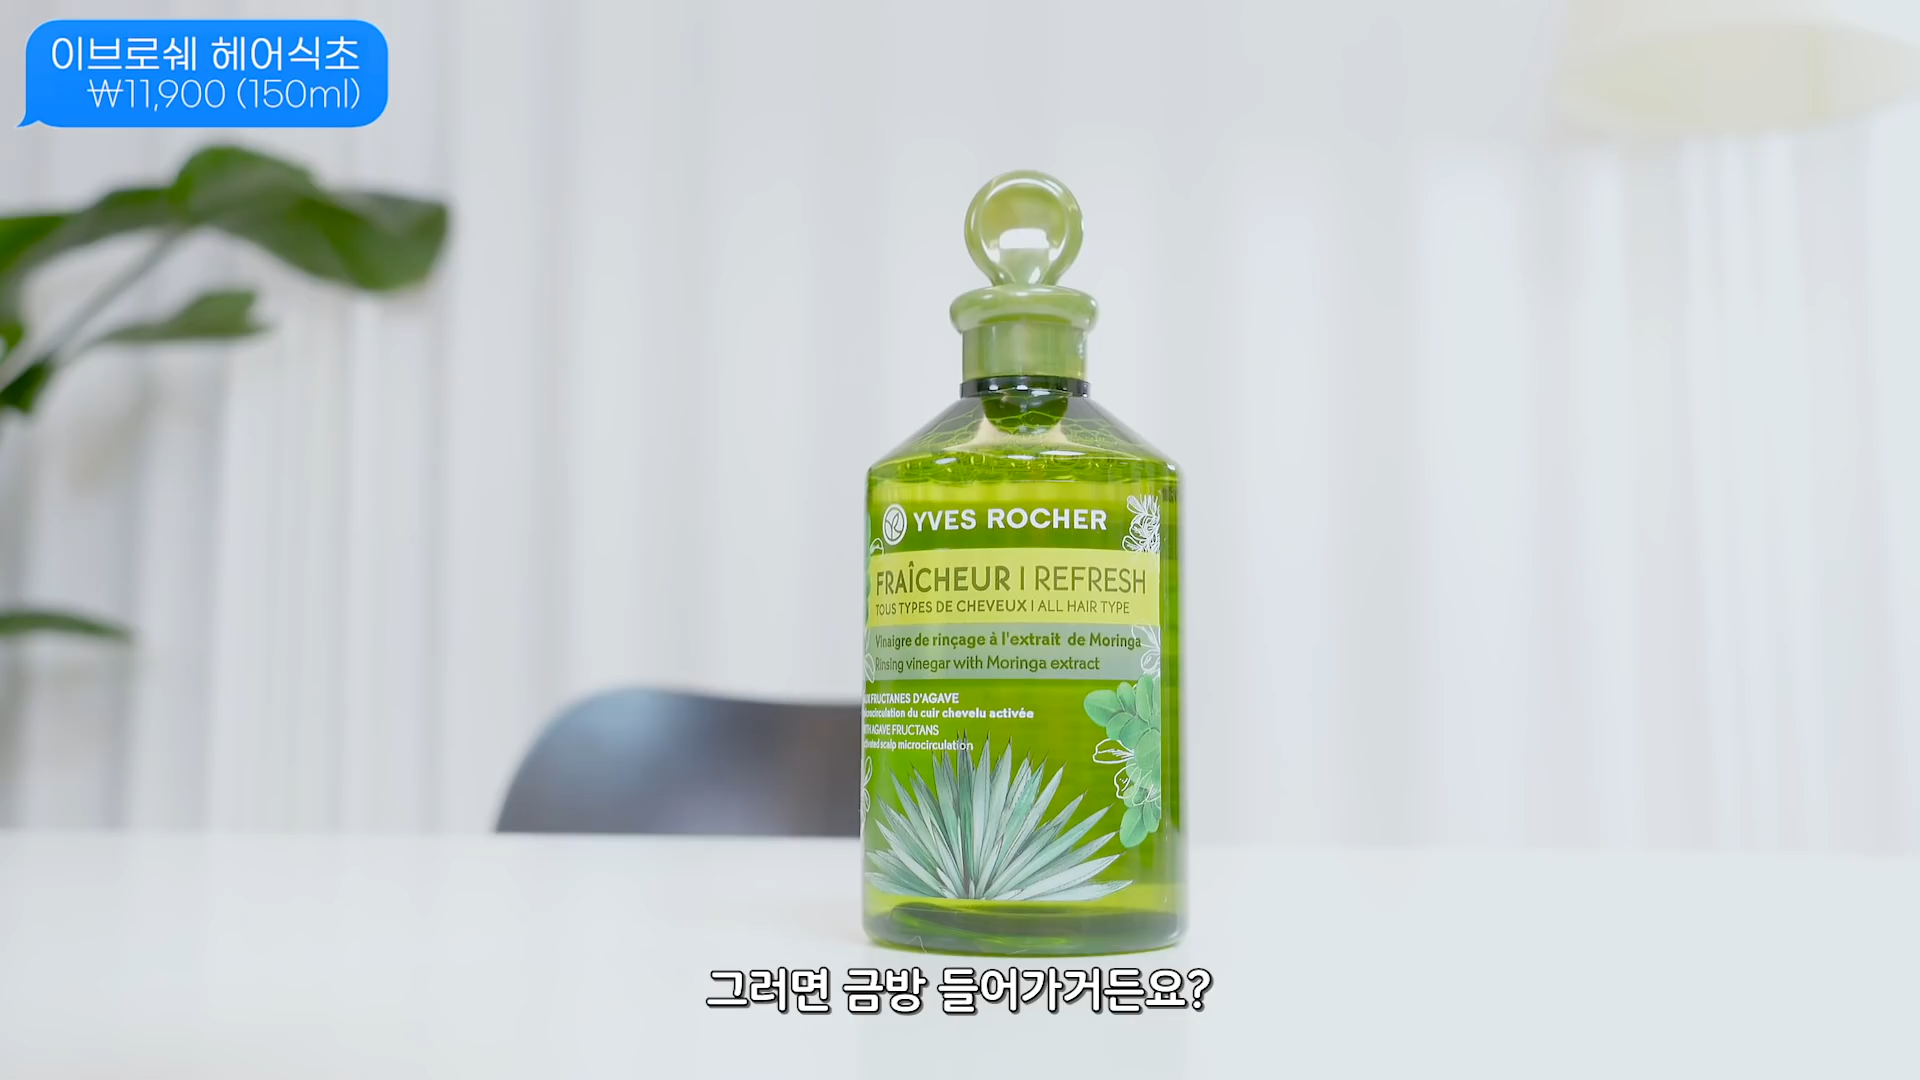 이브로쉐 헤어식초
₩11,900 (150ml)
YVES ROCHER
FRAÎCHEUR | REFRESH
TOUS TYPES DE CHEVEUX | ALL HAIR TYPE
Vinaigre de rinçage à l'extrait de Moringa
Rinsing vinegar with Moringa extract
FRUCTANES D'AGAVE
du cuir chevelu activée
AGAVE FRUCTANS
scalp microcirculation
그러면 금방 들어가거든요?